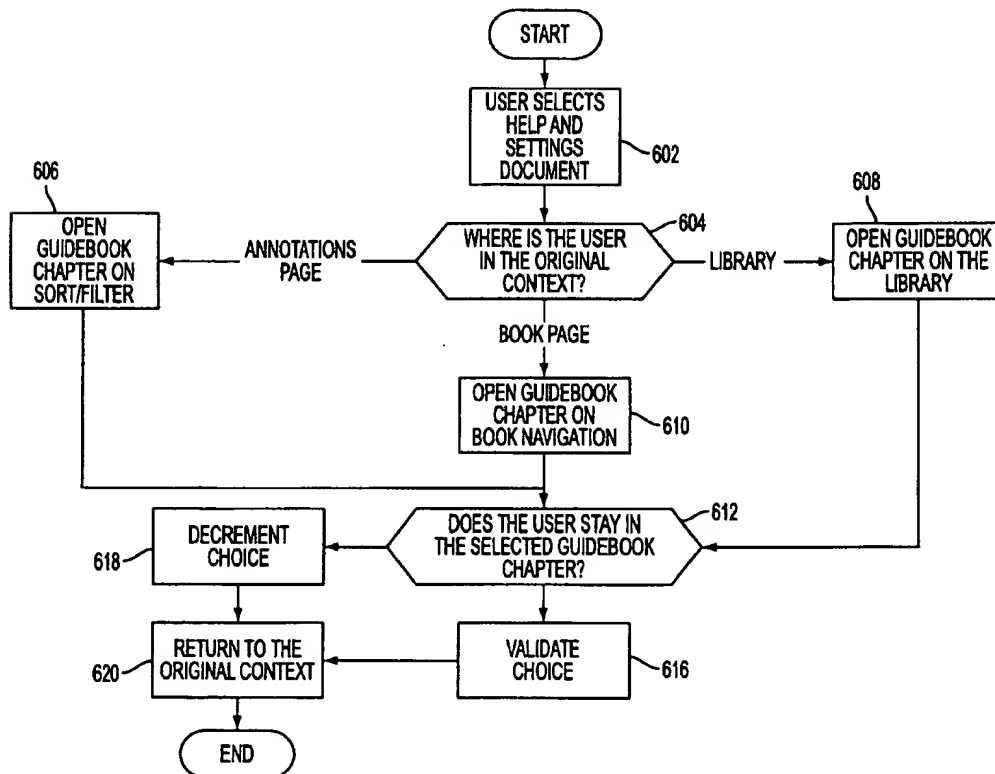 START
USER SELECTS
HELP AND
SETTINGS
DOCUMENT
602
606
OPEN
GUIDEBOOK
CHAPTER ON
SORT/FILTER
ANNOTATIONS
PAGE
WHERE IS THE USER
IN THE ORIGINAL
CONTEXT?
604
LIBRARY
608
OPEN GUIDEBOOK
CHAPTER ON THE
LIBRARY
BOOK PAGE
OPEN GUIDEBOOK
CHAPTER ON
BOOK NAVIGATION
610
DOES THE USER STAY IN
THE SELECTED GUIDEBOOK
CHAPTER?
612
DECREMENT
CHOICE
618
RETURN TO THE
ORIGINAL CONTEXT
620
VALIDATE
CHOICE
616
END